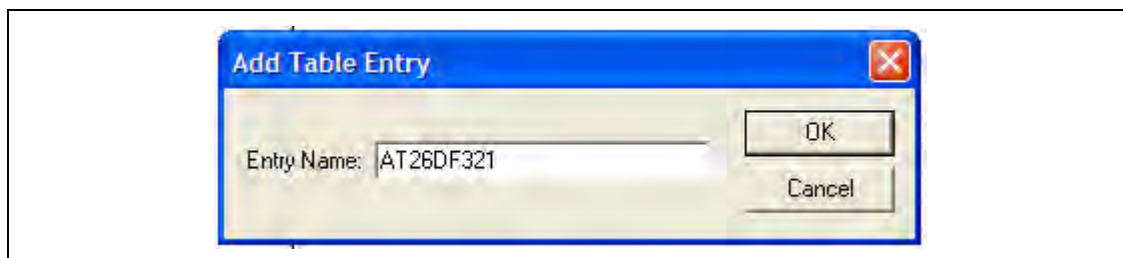 Add Table Entry
Entry Name: AT26DF321
OK
Cancel